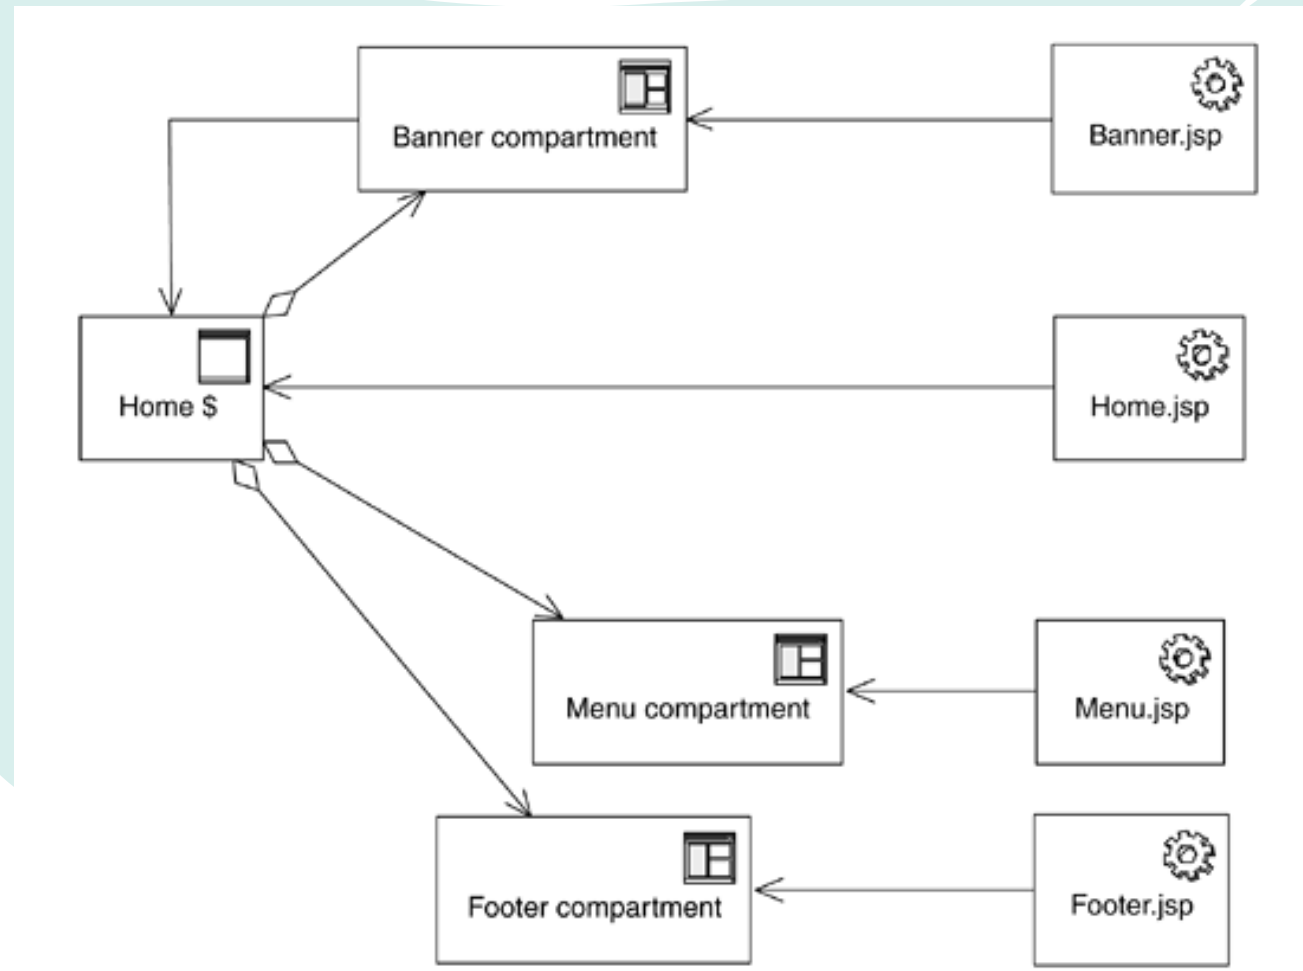 Banner compartment
Banner.jsp
Home $
Home.jsp
Menu compartment
Menu.jsp
Footer compartment
Footer.jsp